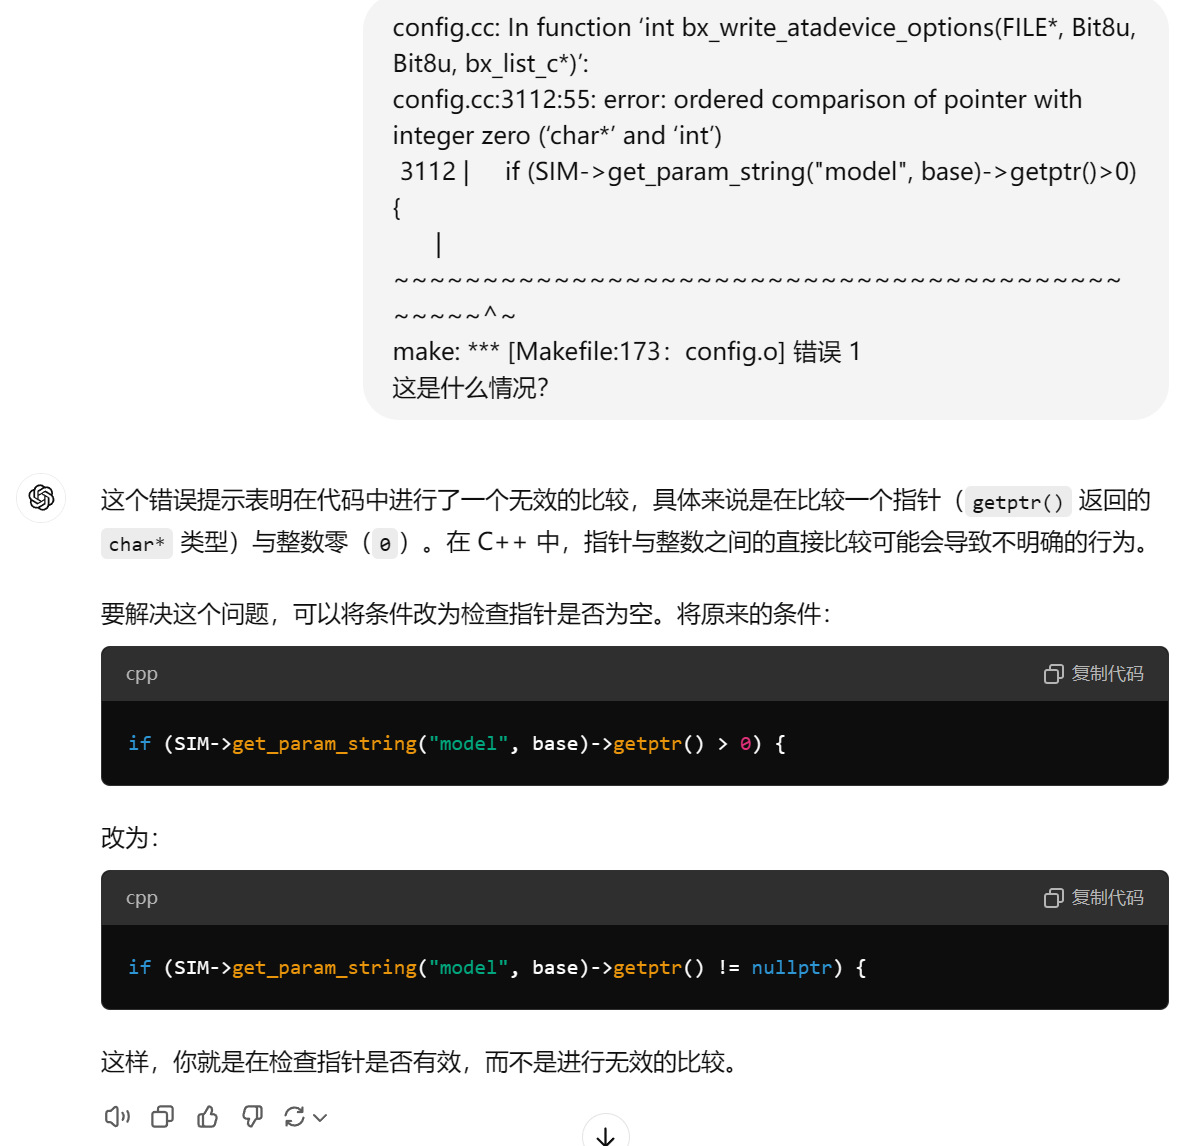 config.cc: In function ‘int bx_write_atadevice_options(FILE*, Bit8u,
Bit8u, bx_list_c*)’:
config.cc:3112:55: error: ordered comparison of pointer with
integer zero (‘char*’ and ‘int’)
3112 |     if (SIM->get_param_string("model", base)->getptr()>0)
{
|
~~~~~~~~~~~~~~~~~~~~~~~~~~~~~~~~~~~~~~~~~
~~~~~^~
make: *** [Makefile:173：config.o] 错误 1
这是什么情况？
这个错误提示表明在代码中进行了一个无效的比较，具体来说是在比较一个指针（getptr() 返回的
char* 类型）与整数零（0）。在 C++ 中，指针与整数之间的直接比较可能会导致不明确的行为。
要解决这个问题，可以将条件改为检查指针是否为空。将原来的条件：
cpp 复制代码
if (SIM->get_param_string("model", base)->getptr() > 0) {
改为：
cpp 复制代码
if (SIM->get_param_string("model", base)->getptr() != nullptr) {
这样，你就是在检查指针是否有效，而不是进行无效的比较。